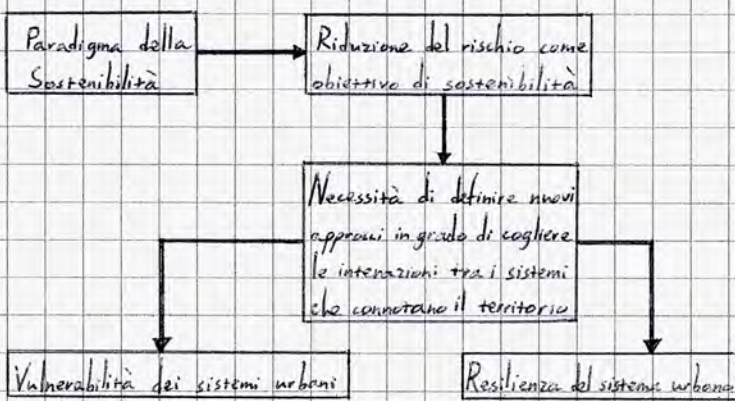 Paradigma della
Sostenibilità
Riduzione del rischio come
obiettivo di sostenibilità
Necessità di definire nuovi
approcci in grado di cogliere
le interazioni tra i sistemi
che connotano il territorio
Vulnerabilità dei sistemi urbani
Resilienza del sistema urbano